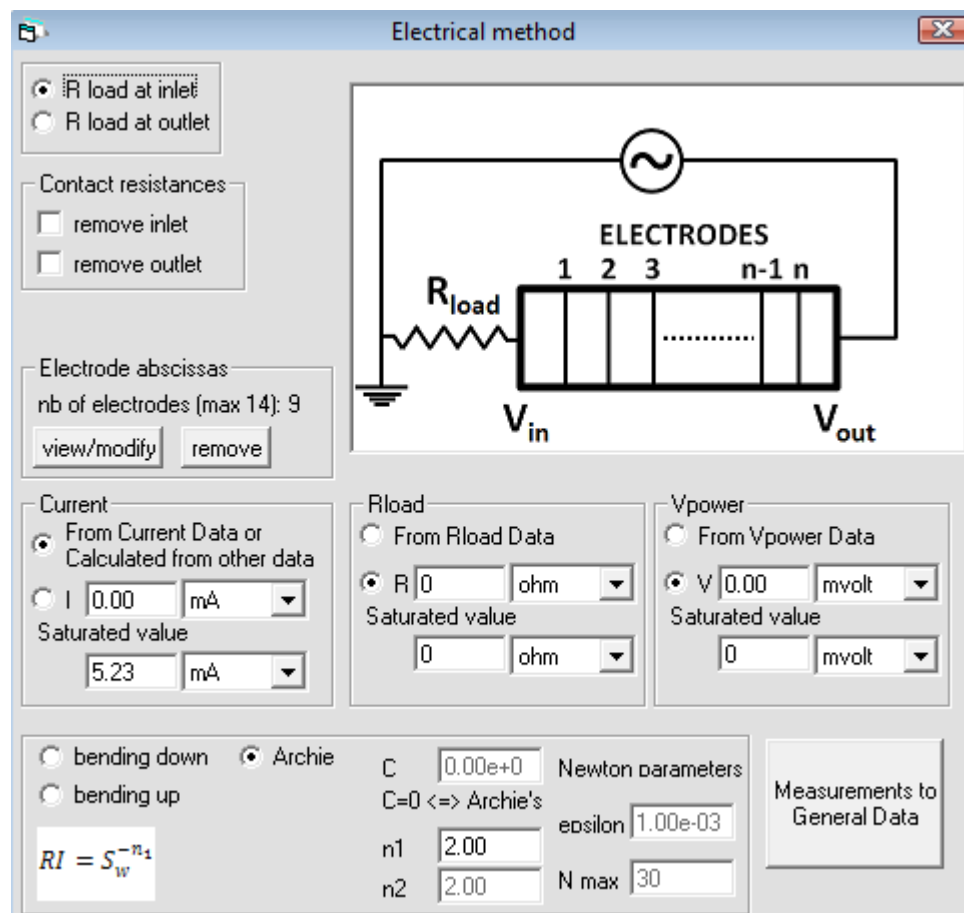 Electrical method
R load at inlet
R load at outlet
Contact resistances
remove inlet
remove outlet
ELECTRODES
1 2 3 n-1 n
Rload
Vin Vout
Electrode abscissas
nb of electrodes (max 14): 9
view/modify remove
Current
From Current Data or
Calculated from other data
I 0.00 mA
Saturated value
5.23 mA
Rload
From Rload Data
R 0 ohm
Saturated value
0 ohm
Vpower
From Vpower Data
V 0.00 mvolt
Saturated value
0 mvolt
bending down Archie
bending up
RI = S_w^{-n_1}
C 0.00e+0
C=0 <=> Archie's
n1 2.00
n2 2.00
Newton parameters
epsilon 1.00e-03
N max 30
Measurements to
General Data